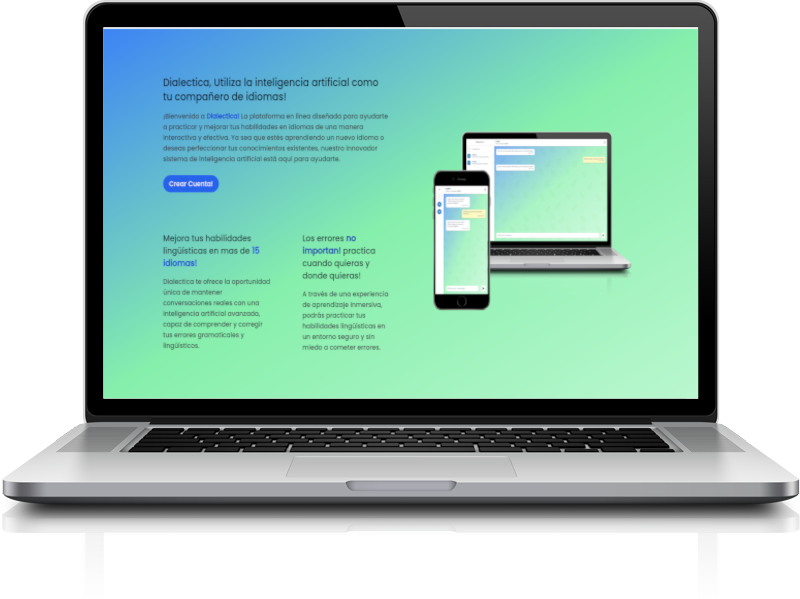 Dialectica, Utiliza la inteligencia artificial como
tu compañero de idiomas!
¡Bienvenido a Dialectica! La plataforma en línea diseñada para ayudarte
a practicar y mejorar tus habilidades en idiomas de una manera
interactiva y efectiva. Ya sea que estés aprendiendo un nuevo idioma o
desees perfeccionar tus conocimientos existentes, nuestro innovador
sistema de inteligencia artificial está aquí para ayudarte.
Crear Cuenta!
Mejora tus habilidades
lingüísticas en mas de 15
idiomas!
Dialectica te ofrece la oportunidad
única de mantener
conversaciones reales con una
inteligencia artificial avanzada,
capaz de comprender y corregir
tus errores gramaticales y
lingüísticos.
Los errores no
importan! practica
cuando quieras y
donde quieras!
A través de una experiencia
de aprendizaje inmersiva,
podrás practicar tus
habilidades lingüísticas en
un entorno seguro y sin
miedo a cometer errores.